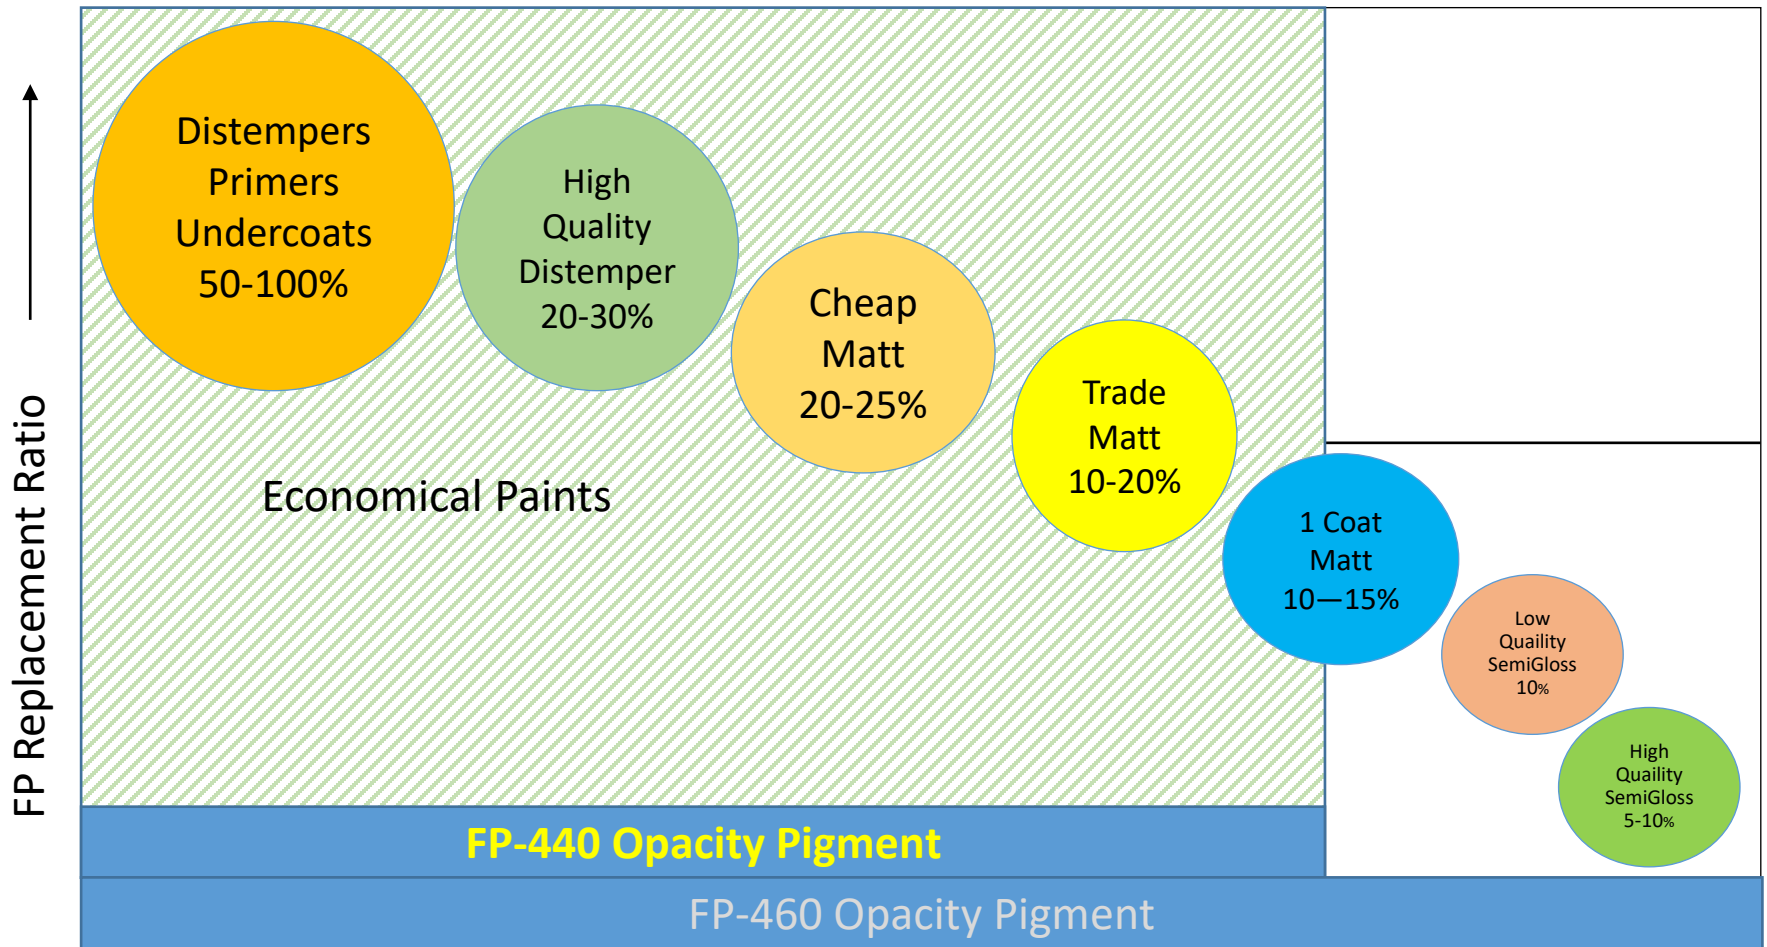 FP Replacement Ratio
Distempers
Primers
Undercoats
50-100%
High
Quality
Distemper
20-30%
Cheap
Matt
20-25%
Trade
Matt
10-20%
1 Coat
Matt
10—15%
Low
Quaility
SemiGloss
10%
High
Quaility
SemiGloss
5-10%
Economical Paints
FP-440 Opacity Pigment
FP-460 Opacity Pigment